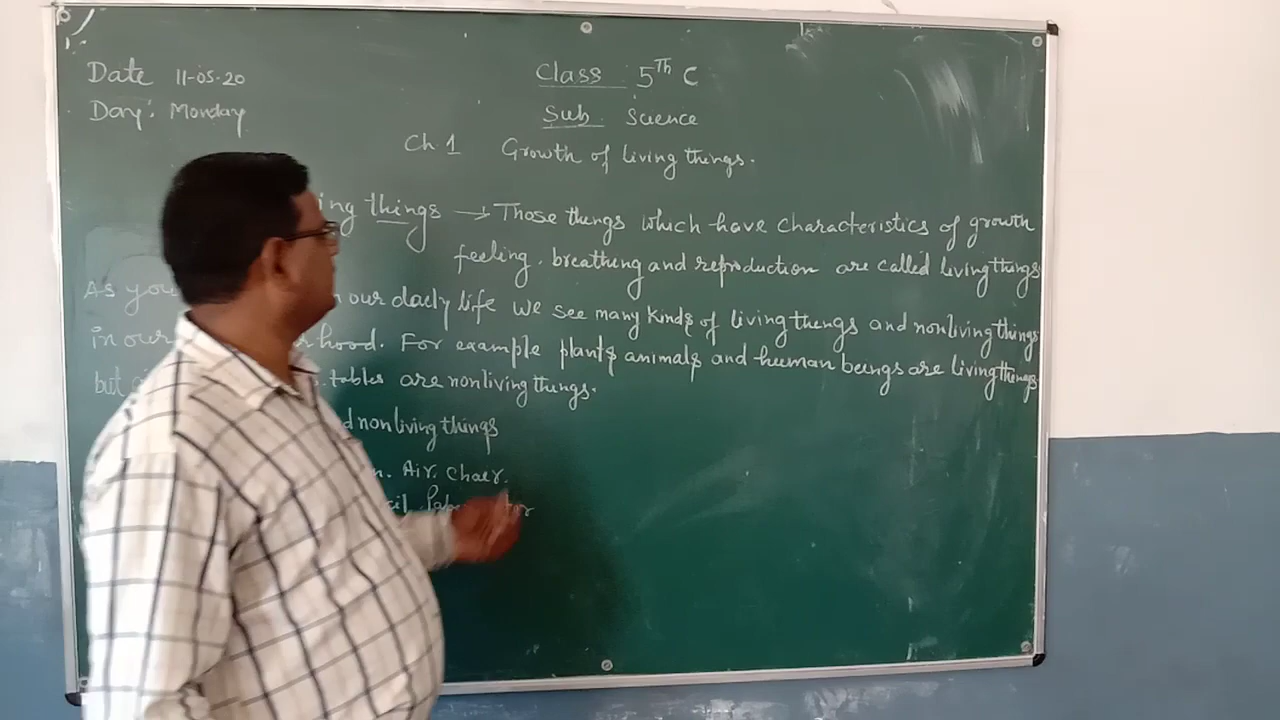 Date 11-05-20
Class 5Th C
Day: Monday
Sub. Science
Ch. 1 Growth of living things.
things → Those things which have characteristics of growth
feeling, breathing and reproduction are called living things
As you our daily life we see many kinds of living things and nonliving things
in our For example plants animals and human beings are living things
but tables are nonliving things.
nonliving things
Air. Chair.